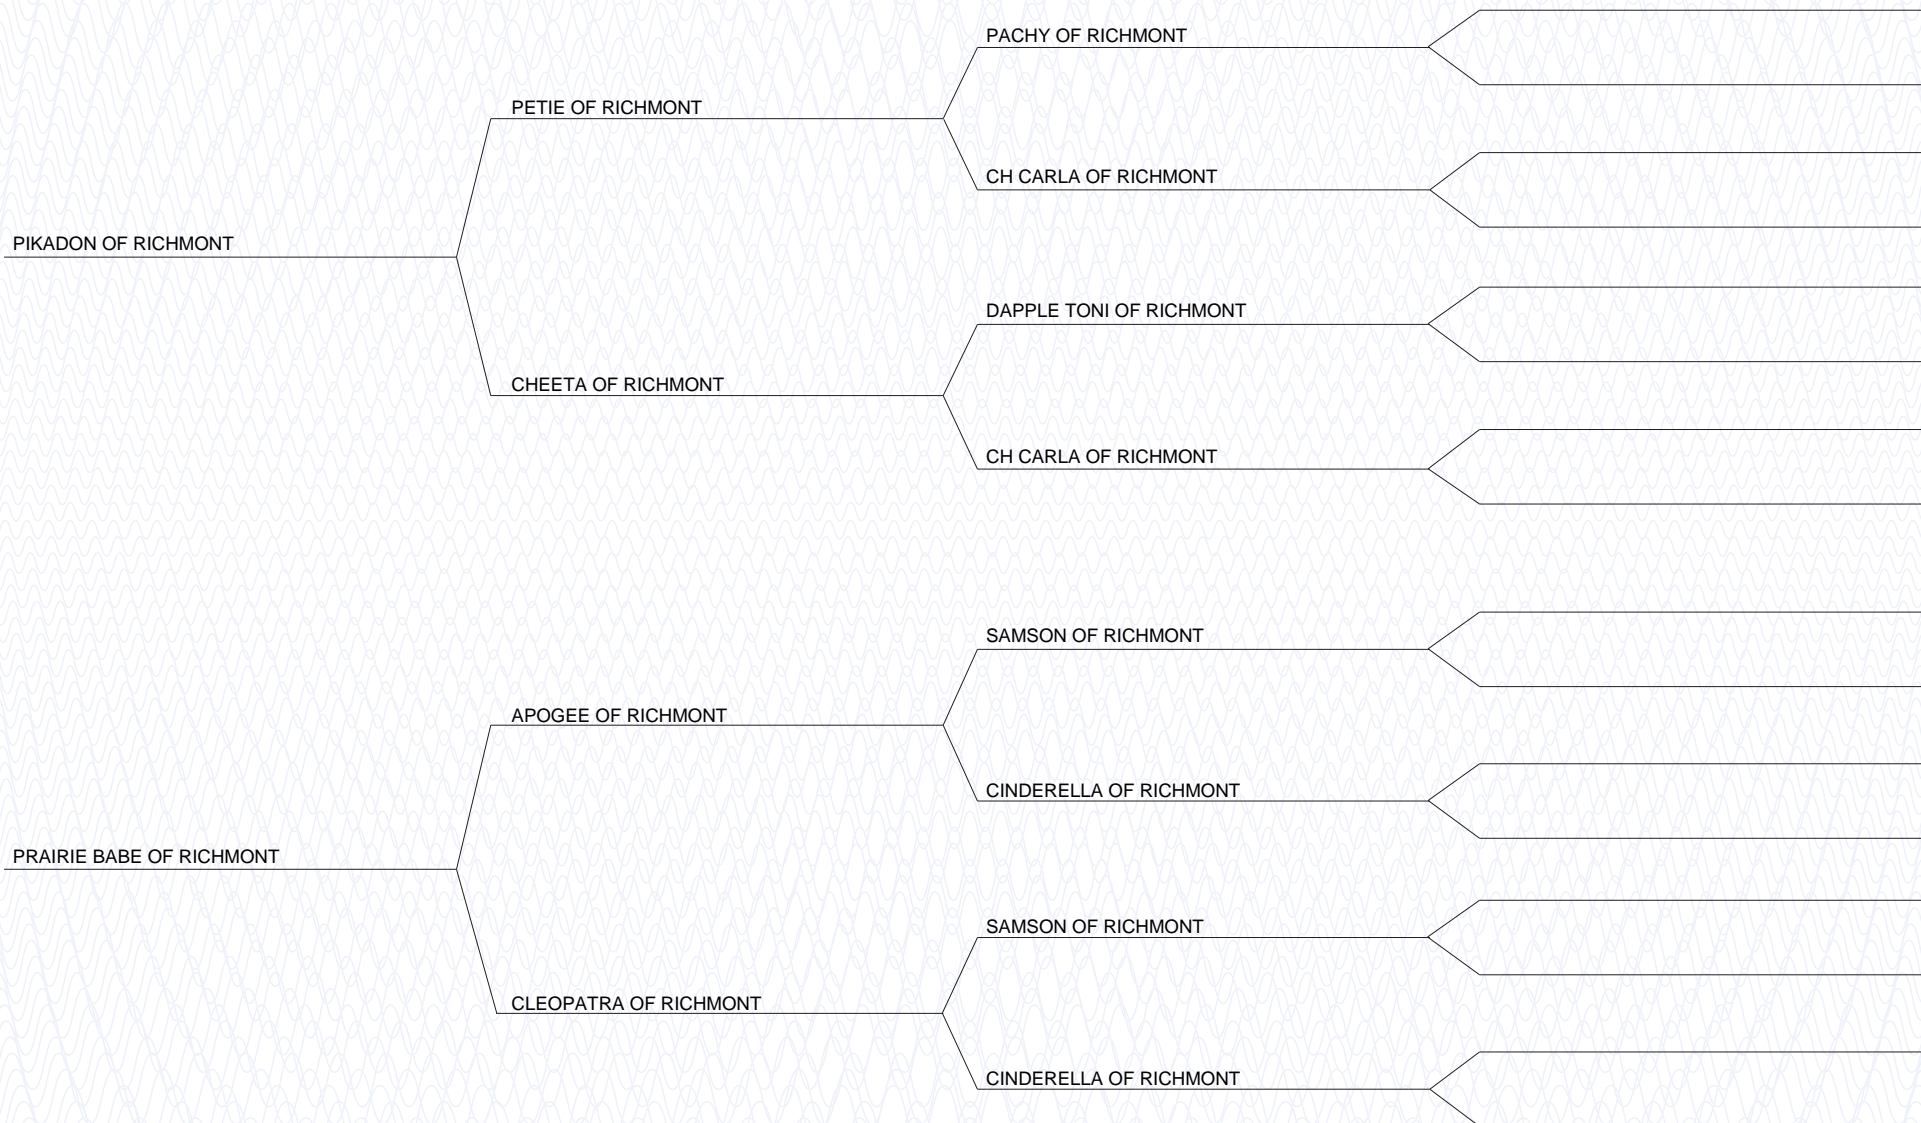 PACHY OF RICHMONT
PETIE OF RICHMONT
CH CARLA OF RICHMONT
PIKADON OF RICHMONT
DAPPLE TONI OF RICHMONT
CHEETA OF RICHMONT
CH CARLA OF RICHMONT
SAMSON OF RICHMONT
APOGEE OF RICHMONT
CINDERELLA OF RICHMONT
PRAIRIE BABE OF RICHMONT
SAMSON OF RICHMONT
CLEOPATRA OF RICHMONT
CINDERELLA OF RICHMONT